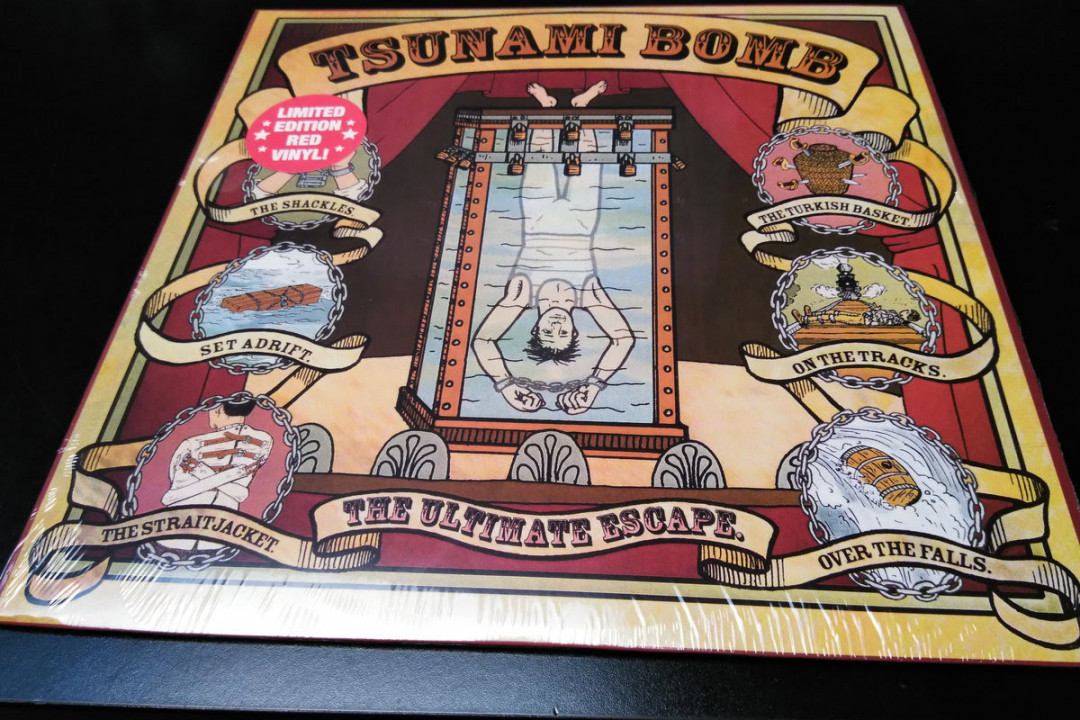 TSUNAMI BOMB
LIMITED
EDITION
RED
VINYL!
THE SHACKLES.
THE TURKISH BASKET.
SET ADRIFT.
ON THE TRACKS.
THE STRAITJACKET.
THE ULTIMATE ESCAPE.
OVER THE FALLS.